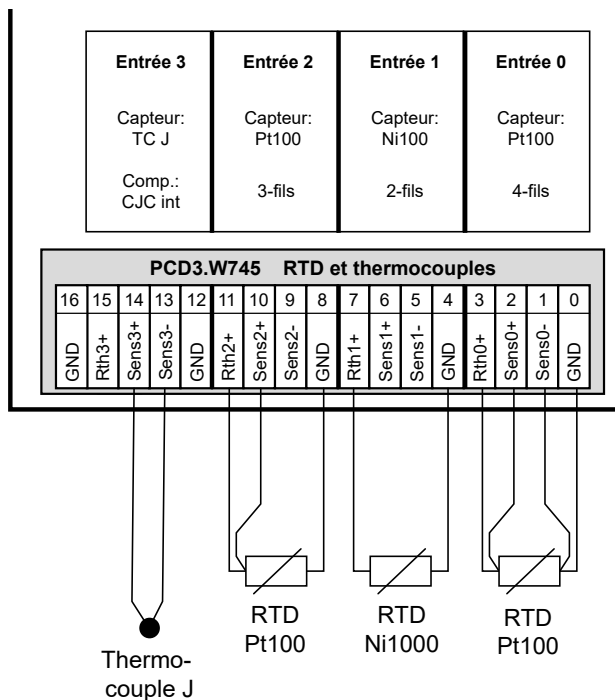 Entrée 3 Entrée 2 Entrée 1 Entrée 0
Capteur: Capteur: Capteur: Capteur:
TC J Pt100 Ni100 Pt100
Comp.:
CJC int 3-fils 2-fils 4-fils
PCD3.W745 RTD et thermocouples
16 15 14 13 12 11 10 9 8 7 6 5 4 3 2 1 0
GND Rth3+ Sens3+ Sens3- GND Rth2+ Sens2+ Sens2- GND Rth1+ Sens1+ Sens1- GND Rth0+ Sens0+ Sens0- GND
RTD RTD RTD
Pt100 Ni1000 Pt100
Thermo-
couple J